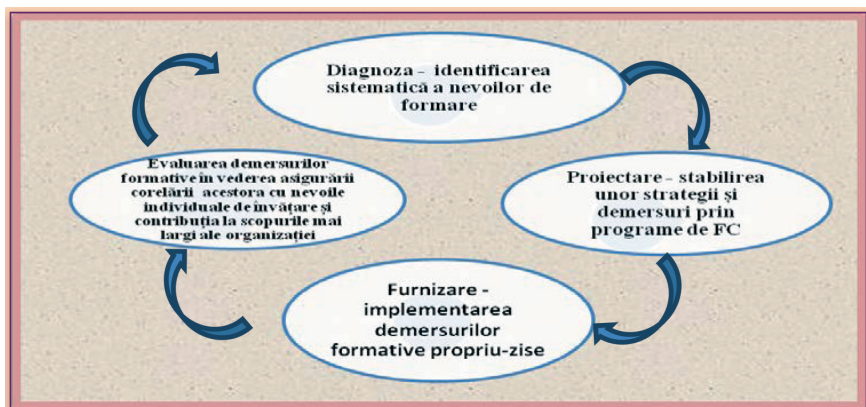 Diagnoza - identificarea
sistematică a nevoilor de
formare
Proiectare - stabilirea
unor strategii și
demersuri prin
programe de FC
Furnizare -
implementarea
demersurilor
formative propriu-zise
Evaluarea demersurilor
formative în vederea asigurării
corelării acestora cu nevoile
individuale de învățare și
contribuția la scopurile mai
largi ale organizației